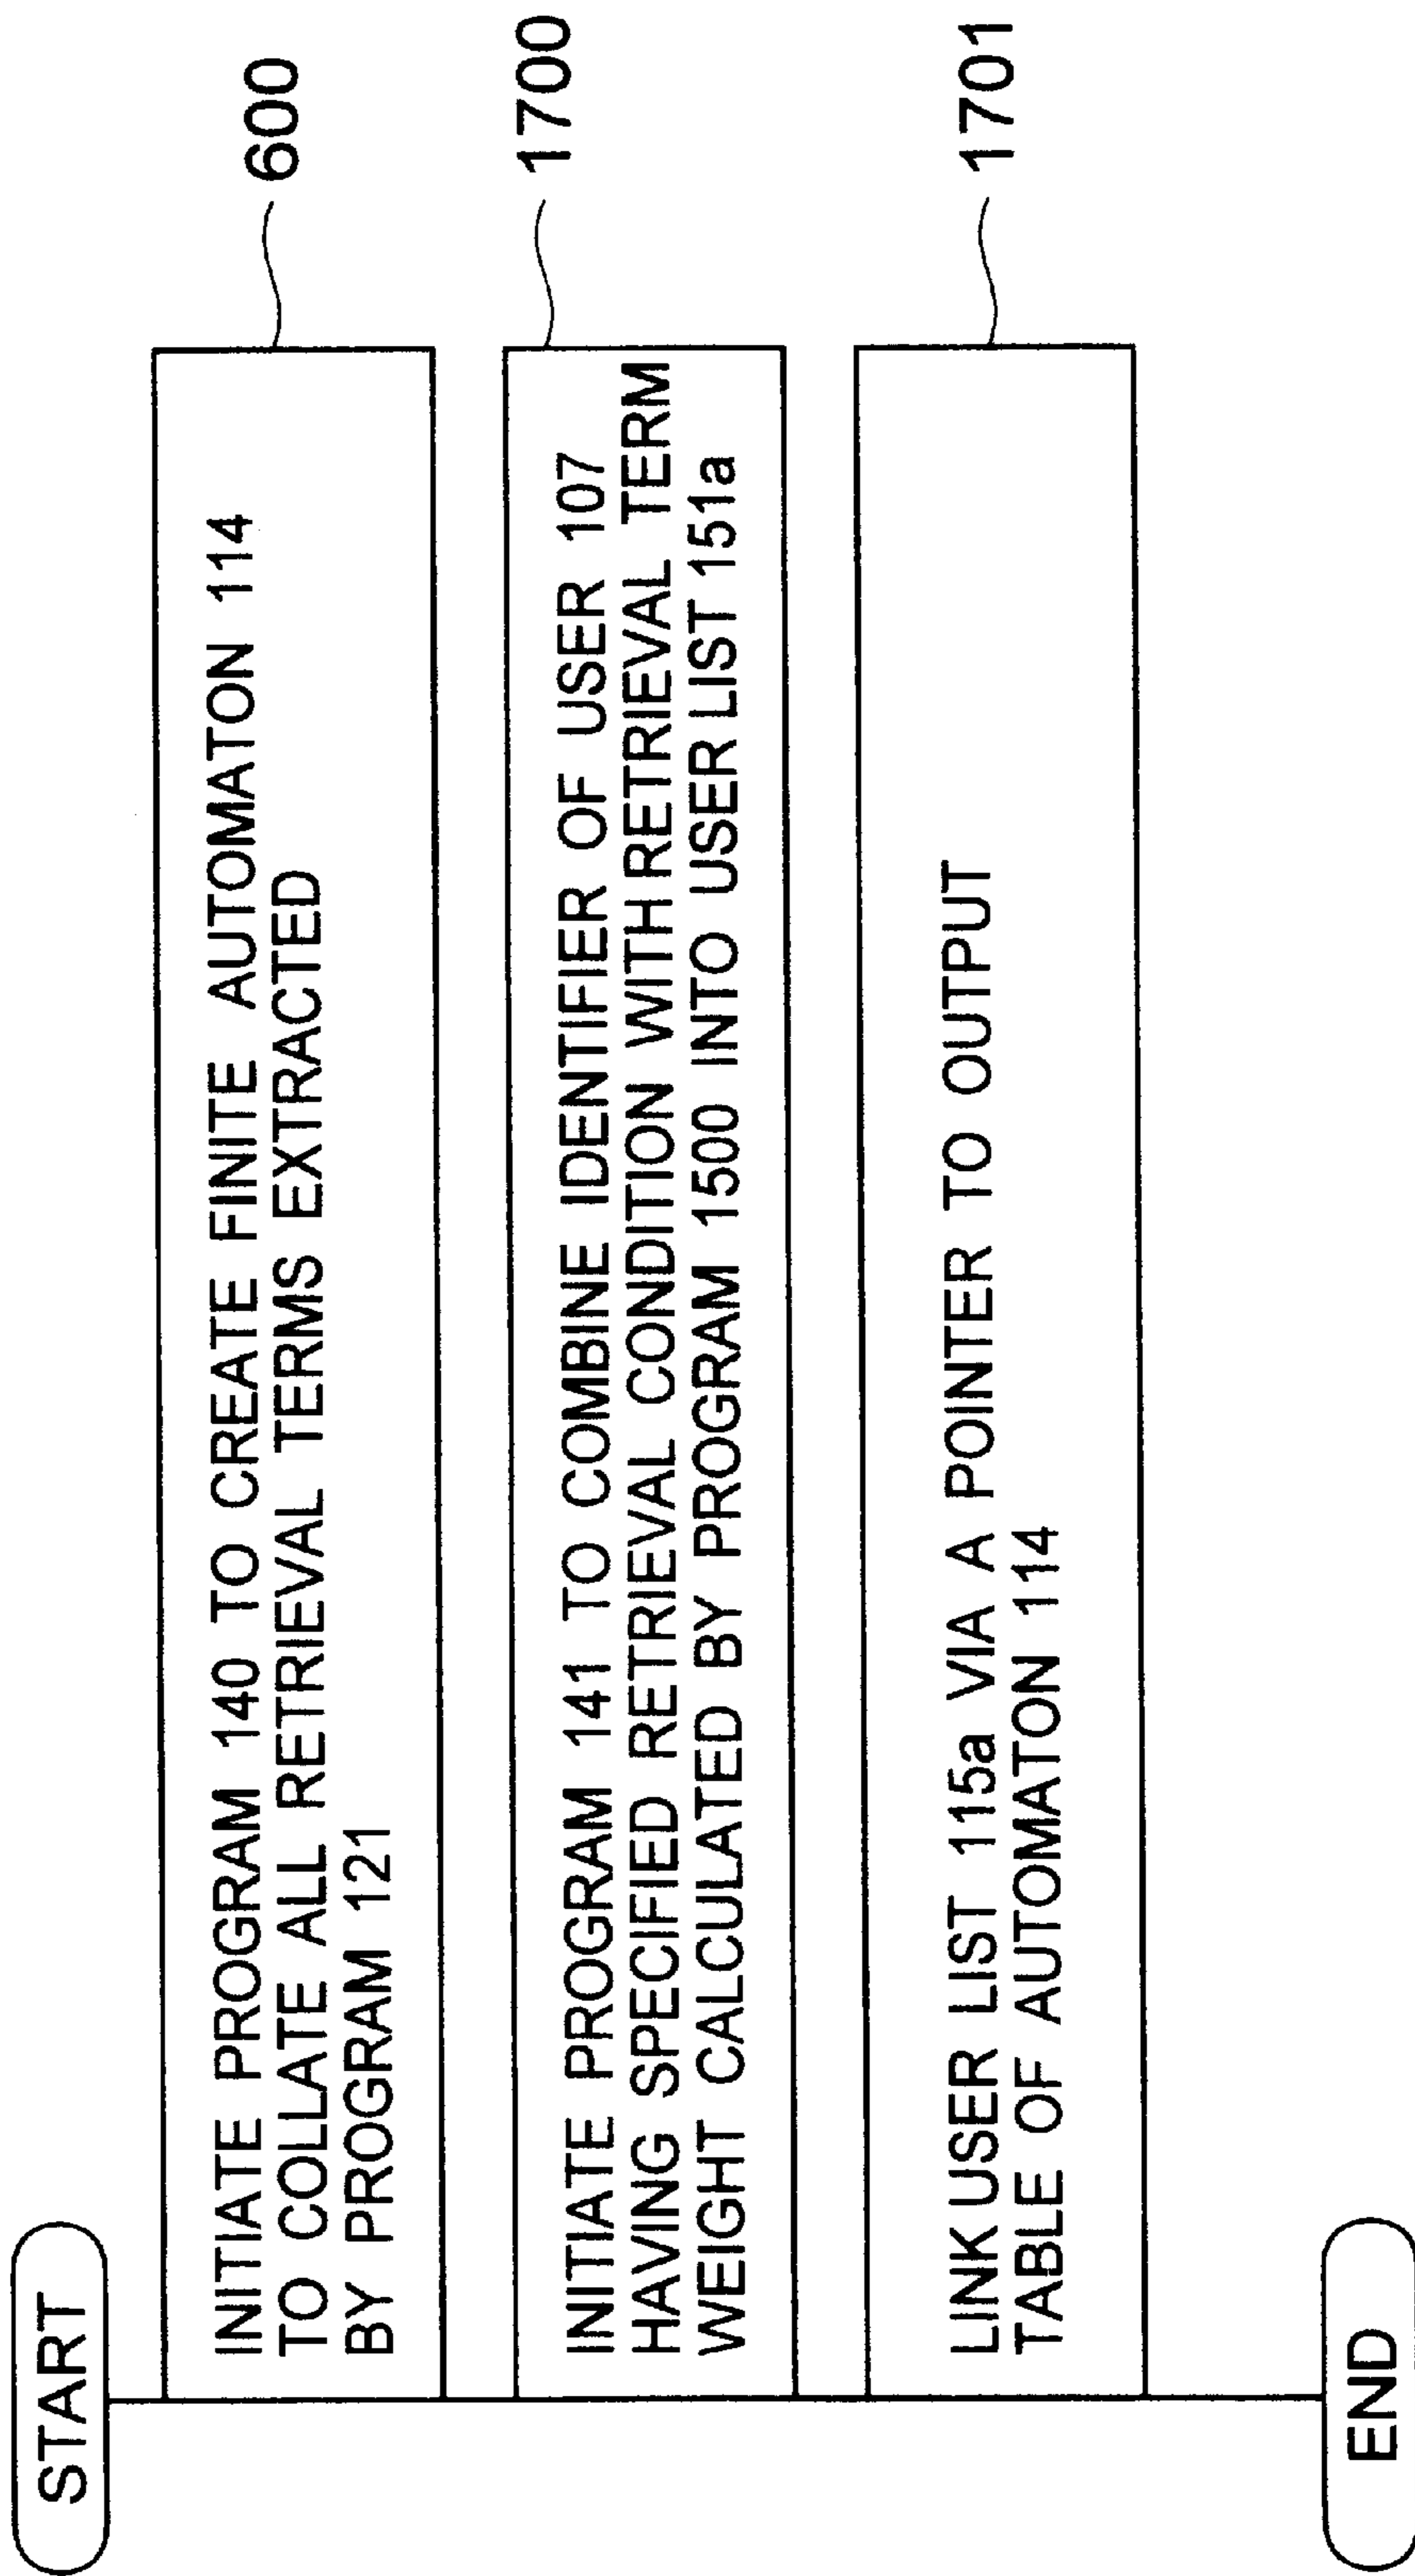 START
INITIATE PROGRAM 140 TO CREATE FINITE AUTOMATON 114
TO COLLATE ALL RETRIEVAL TERMS EXTRACTED
BY PROGRAM 121
600
INITIATE PROGRAM 141 TO COMBINE IDENTIFIER OF USER 107
HAVING SPECIFIED RETRIEVAL CONDITION WITH RETRIEVAL TERM
WEIGHT CALCULATED BY PROGRAM 1500 INTO USER LIST 151a
1700
LINK USER LIST 115a VIA A POINTER TO OUTPUT
TABLE OF AUTOMATON 114
1701
END